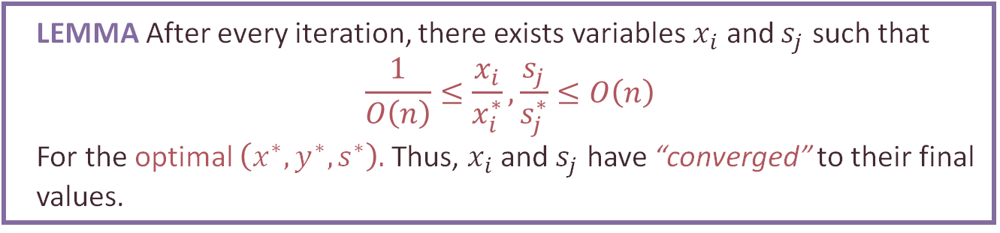 LEMMA After every iteration, there exists variables $x_i$ and $s_j$ such that
$\frac{1}{O(n)} \leq \frac{x_i}{x_i^*}, \frac{s_j}{s_j^*} \leq O(n)$
For the optimal $(x^*, y^*, s^*)$. Thus, $x_i$ and $s_j$ have “converged” to their final
values.